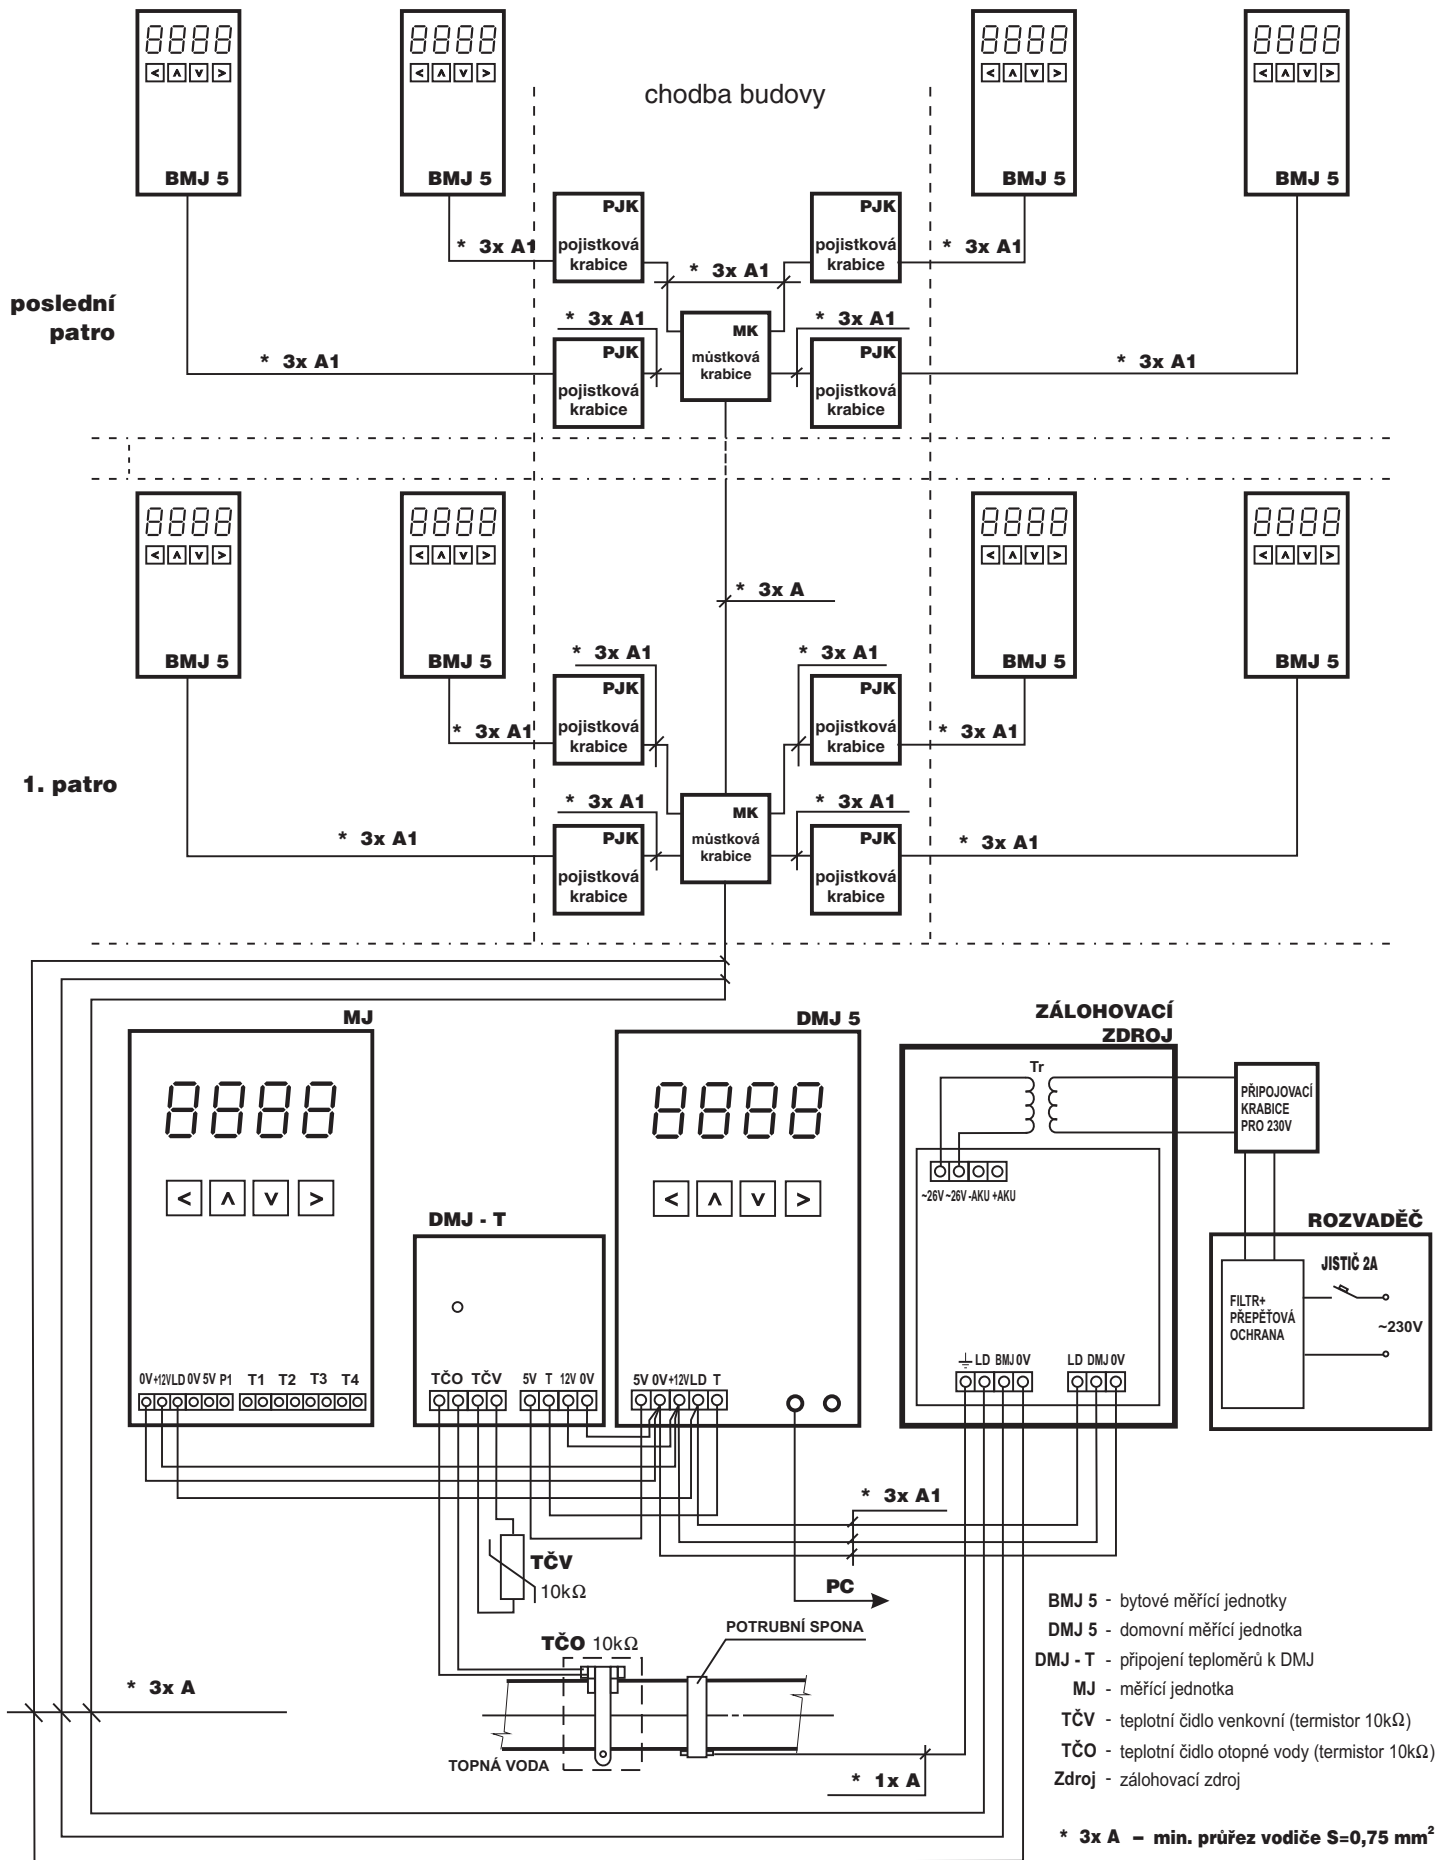 chodba budovy
BMJ 5
BMJ 5
BMJ 5
BMJ 5
PJK
pojistková
krabice
PJK
pojistková
krabice
* 3x A1
* 3x A1
* 3x A1
poslední
patro
* 3x A1
* 3x A1
MK
můstková
krabice
PJK
pojistková
krabice
PJK
pojistková
krabice
* 3x A1
* 3x A1
* 3x A
BMJ 5
BMJ 5
BMJ 5
BMJ 5
* 3x A1
* 3x A1
PJK
pojistková
krabice
PJK
pojistková
krabice
* 3x A1
* 3x A1
1. patro
* 3x A1
* 3x A1
MK
můstková
krabice
PJK
pojistková
krabice
PJK
pojistková
krabice
* 3x A1
* 3x A1
MJ
DMJ 5
ZÁLOHOVACÍ
ZDROJ
Tr
PŘIPOJOVACÍ
KRABICE
PRO 230V
~26V ~26V -AKU +AKU
DMJ - T
ROZVADĚČ
JISTIČ 2A
FILTR+
PŘEPĚŤOVÁ
OCHRANA
~230V
LD BMJ 0V
LD DMJ 0V
0V +12V LD 0V 5V P1 T1 T2 T3 T4
TČO TČV 5V T 12V 0V
5V 0V +12V LD T
* 3x A1
TČV
10kΩ
PC
POTRUBNÍ SPONA
TČO 10kΩ
TOPNÁ VODA
* 3x A
* 1x A
BMJ 5 - bytové měřící jednotky
DMJ 5 - domovní měřící jednotka
DMJ - T - připojení teploměrů k DMJ
MJ - měřící jednotka
TČV - teplotní čidlo venkovní (termistor 10kΩ)
TČO - teplotní čidlo otopné vody (termistor 10kΩ)
Zdroj - zálohovací zdroj
* 3x A – min. průřez vodiče S=0,75 mm²